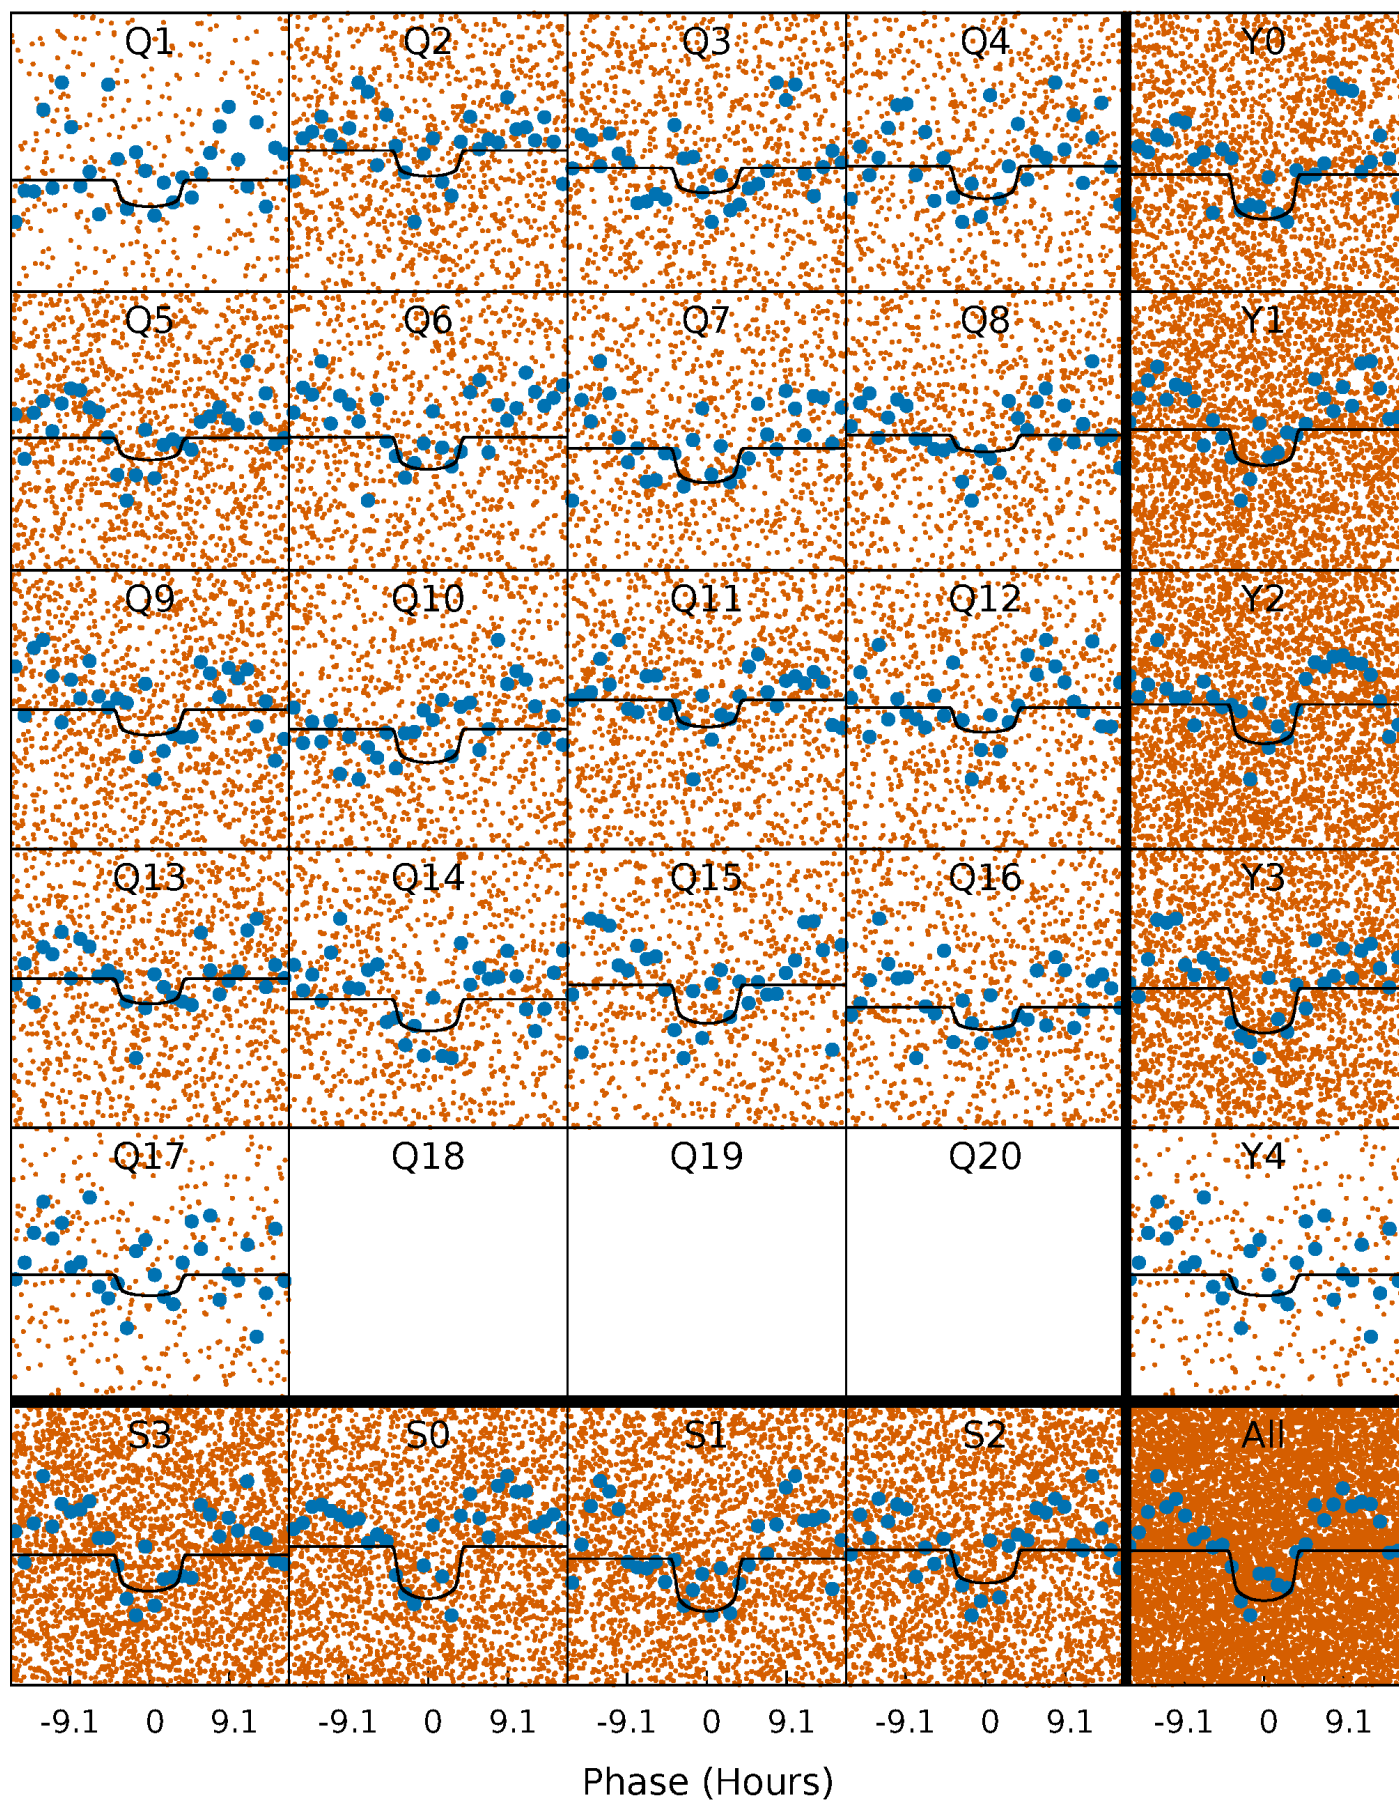 Q1 Q2 Q3 Q4 Y0
Q5 Q6 Q7 Q8 Y1
Q9 Q10 Q11 Q12 Y2
Q13 Q14 Q15 Q16 Y3
Q17 Q18 Q19 Q20 Y4
S3 S0 S1 S2 All
-9.1 0 9.1 -9.1 0 9.1 -9.1 0 9.1 -9.1 0 9.1 -9.1 0 9.1
Phase (Hours)